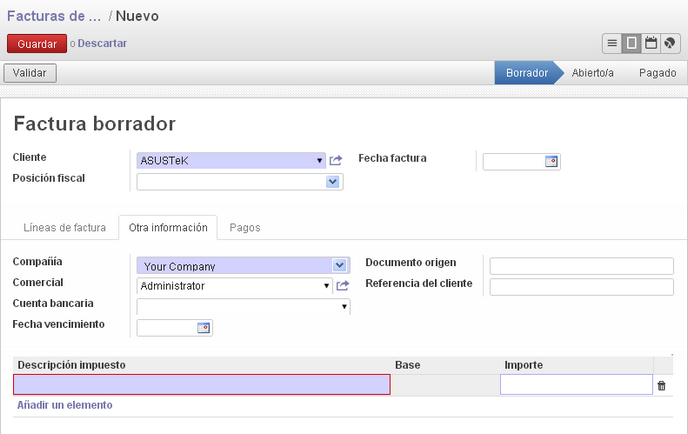 Facturas de ... / Nuevo
Guardar o Descartar
Validar Borrador Abierto/a Pagado
Factura borrador
Cliente ASUSTeK Fecha factura
Posición fiscal
Líneas de factura Otra información Pagos
Compañía Your Company Documento origen
Comercial Administrator Referencia del cliente
Cuenta bancaria
Fecha vencimiento
Descripción impuesto Base Importe
Añadir un elemento